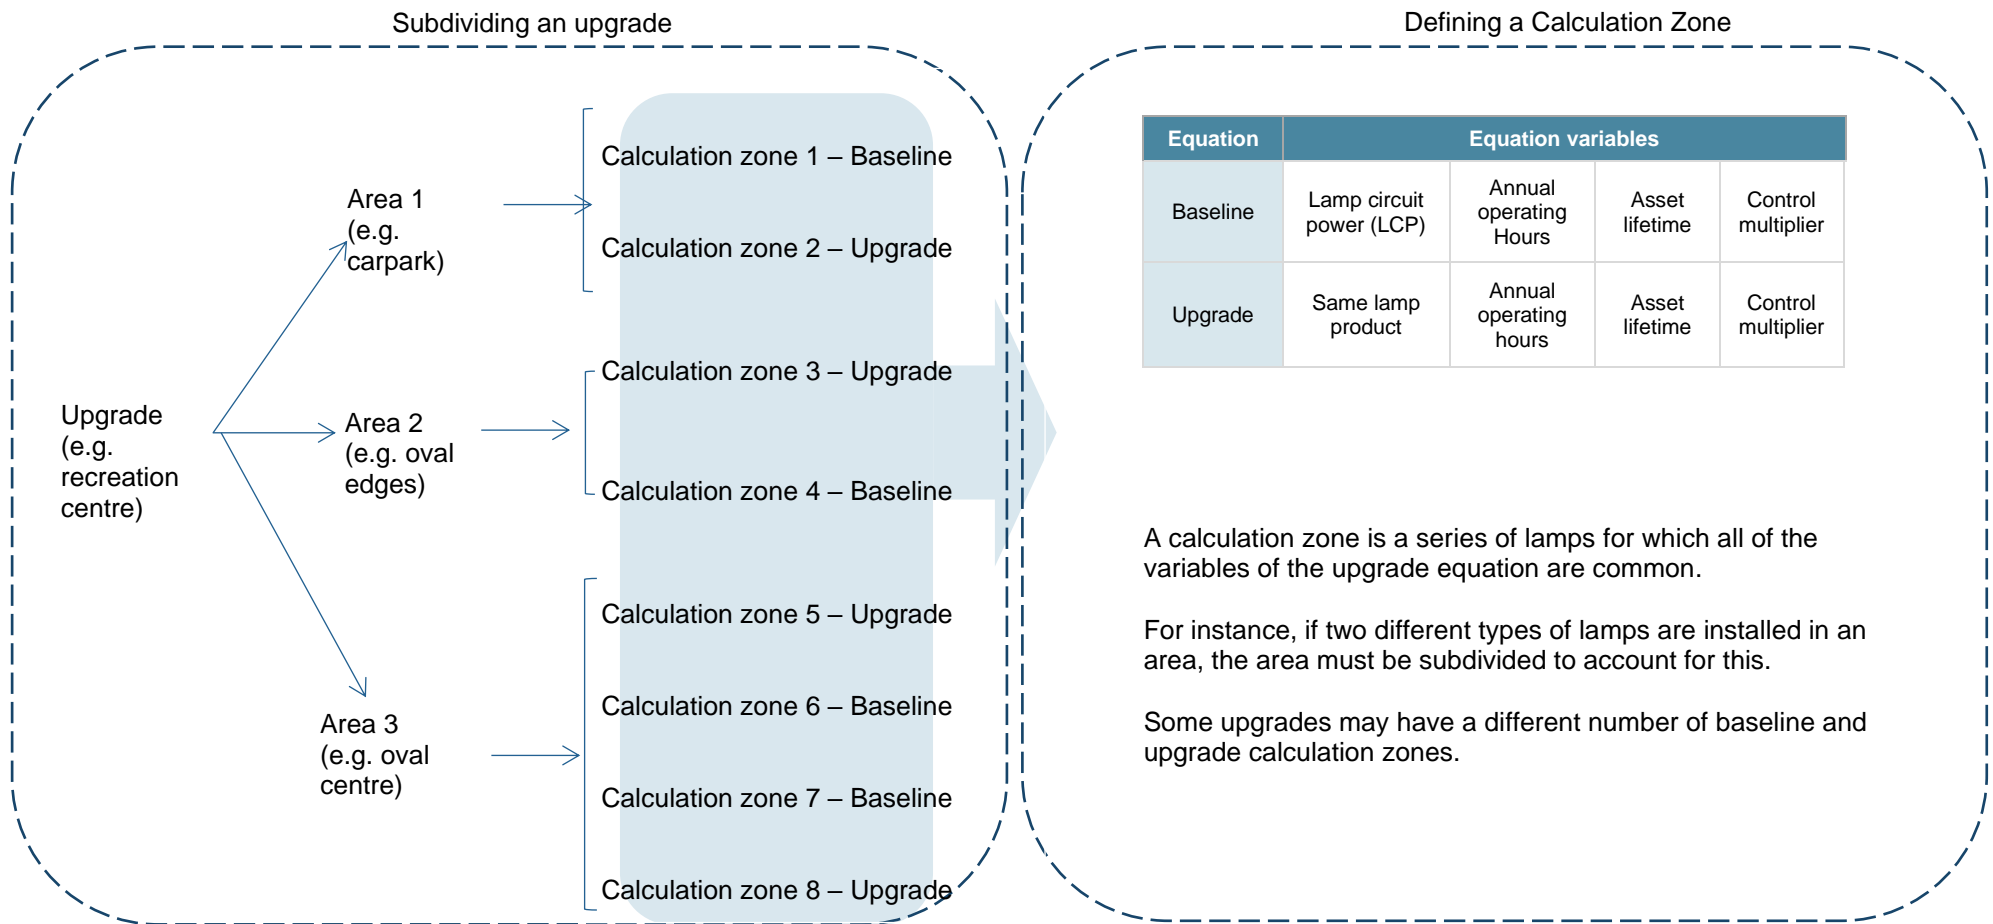 Subdividing an upgrade
Upgrade
(e.g.
recreation
centre)
Area 1
(e.g.
carpark)
Area 2
(e.g. oval
edges)
Area 3
(e.g. oval
centre)
Calculation zone 1 – Baseline
Calculation zone 2 – Upgrade
Calculation zone 3 – Upgrade
Calculation zone 4 – Baseline
Calculation zone 5 – Upgrade
Calculation zone 6 – Baseline
Calculation zone 7 – Baseline
Calculation zone 8 – Upgrade
Defining a Calculation Zone
Equation Equation variables
Baseline
Lamp circuit
power (LCP)
Annual
operating
Hours
Asset
lifetime
Control
multiplier
Upgrade
Same lamp
product
Annual
operating
hours
Asset
lifetime
Control
multiplier
A calculation zone is a series of lamps for which all of the
variables of the upgrade equation are common.
For instance, if two different types of lamps are installed in an
area, the area must be subdivided to account for this.
Some upgrades may have a different number of baseline and
upgrade calculation zones.